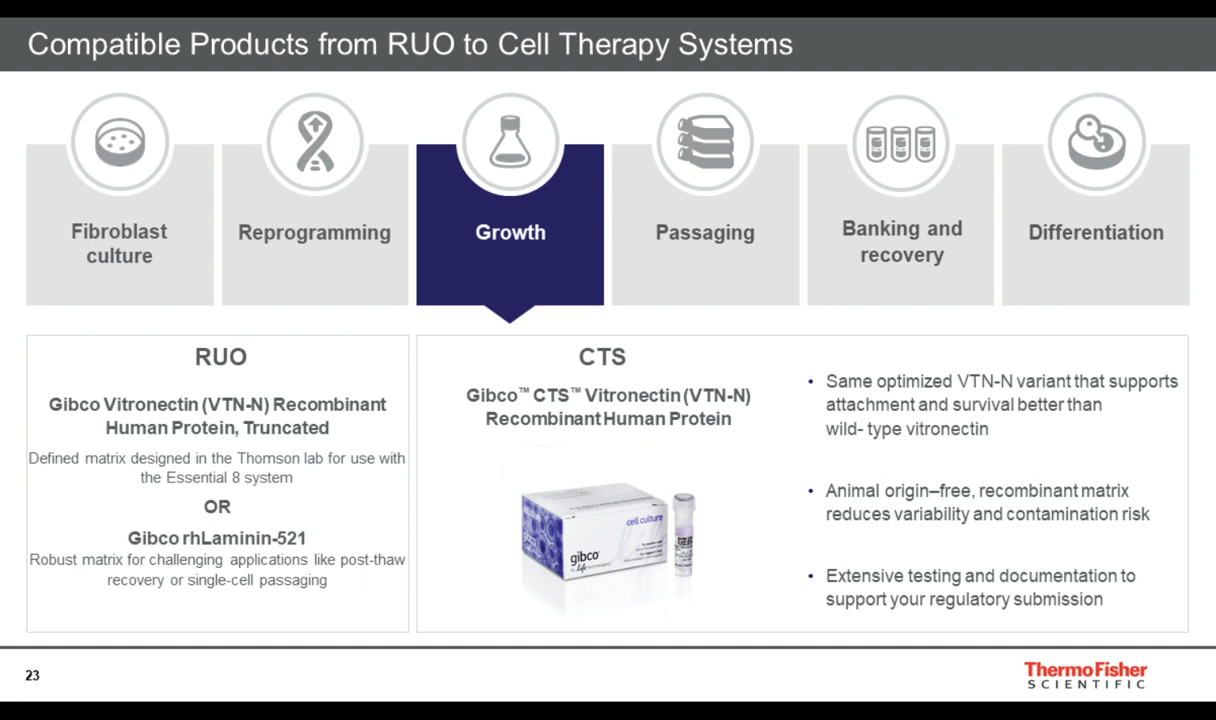 Compatible Products from RUO to Cell Therapy Systems
Fibroblast
culture
Reprogramming
Growth
Passaging
Banking and
recovery
Differentiation
RUO
Gibco Vitronectin (VTN-N) Recombinant
Human Protein, Truncated
Defined matrix designed in the Thomson lab for use with
the Essential 8 system
OR
Gibco rhLaminin-521
Robust matrix for challenging applications like post-thaw
recovery or single-cell passaging
CTS
Gibco™ CTS™ Vitronectin (VTN-N)
Recombinant Human Protein
cell culture
gibco
by life technologies
• Same optimized VTN-N variant that supports
attachment and survival better than
wild- type vitronectin
• Animal origin–free, recombinant matrix
reduces variability and contamination risk
• Extensive testing and documentation to
support your regulatory submission
23
ThermoFisher
SCIENTIFIC